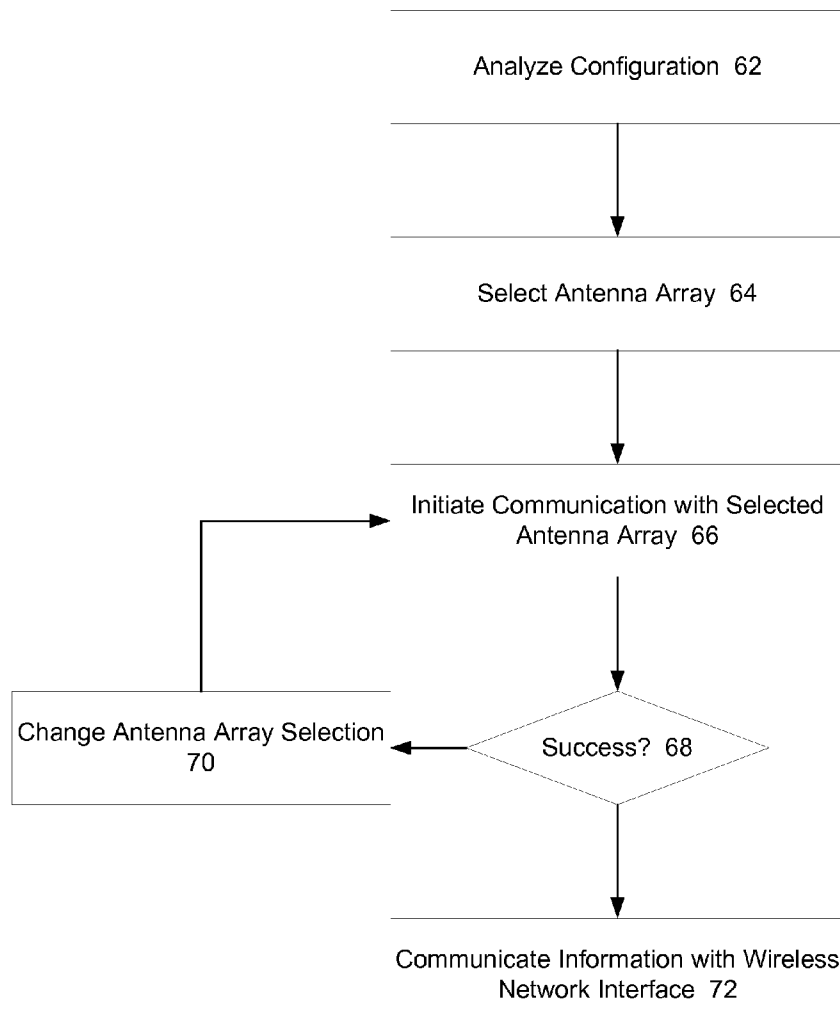 Analyze Configuration 62
Select Antenna Array 64
Initiate Communication with Selected
Antenna Array 66
Change Antenna Array Selection
70
Success? 68
Communicate Information with Wireless
Network Interface 72